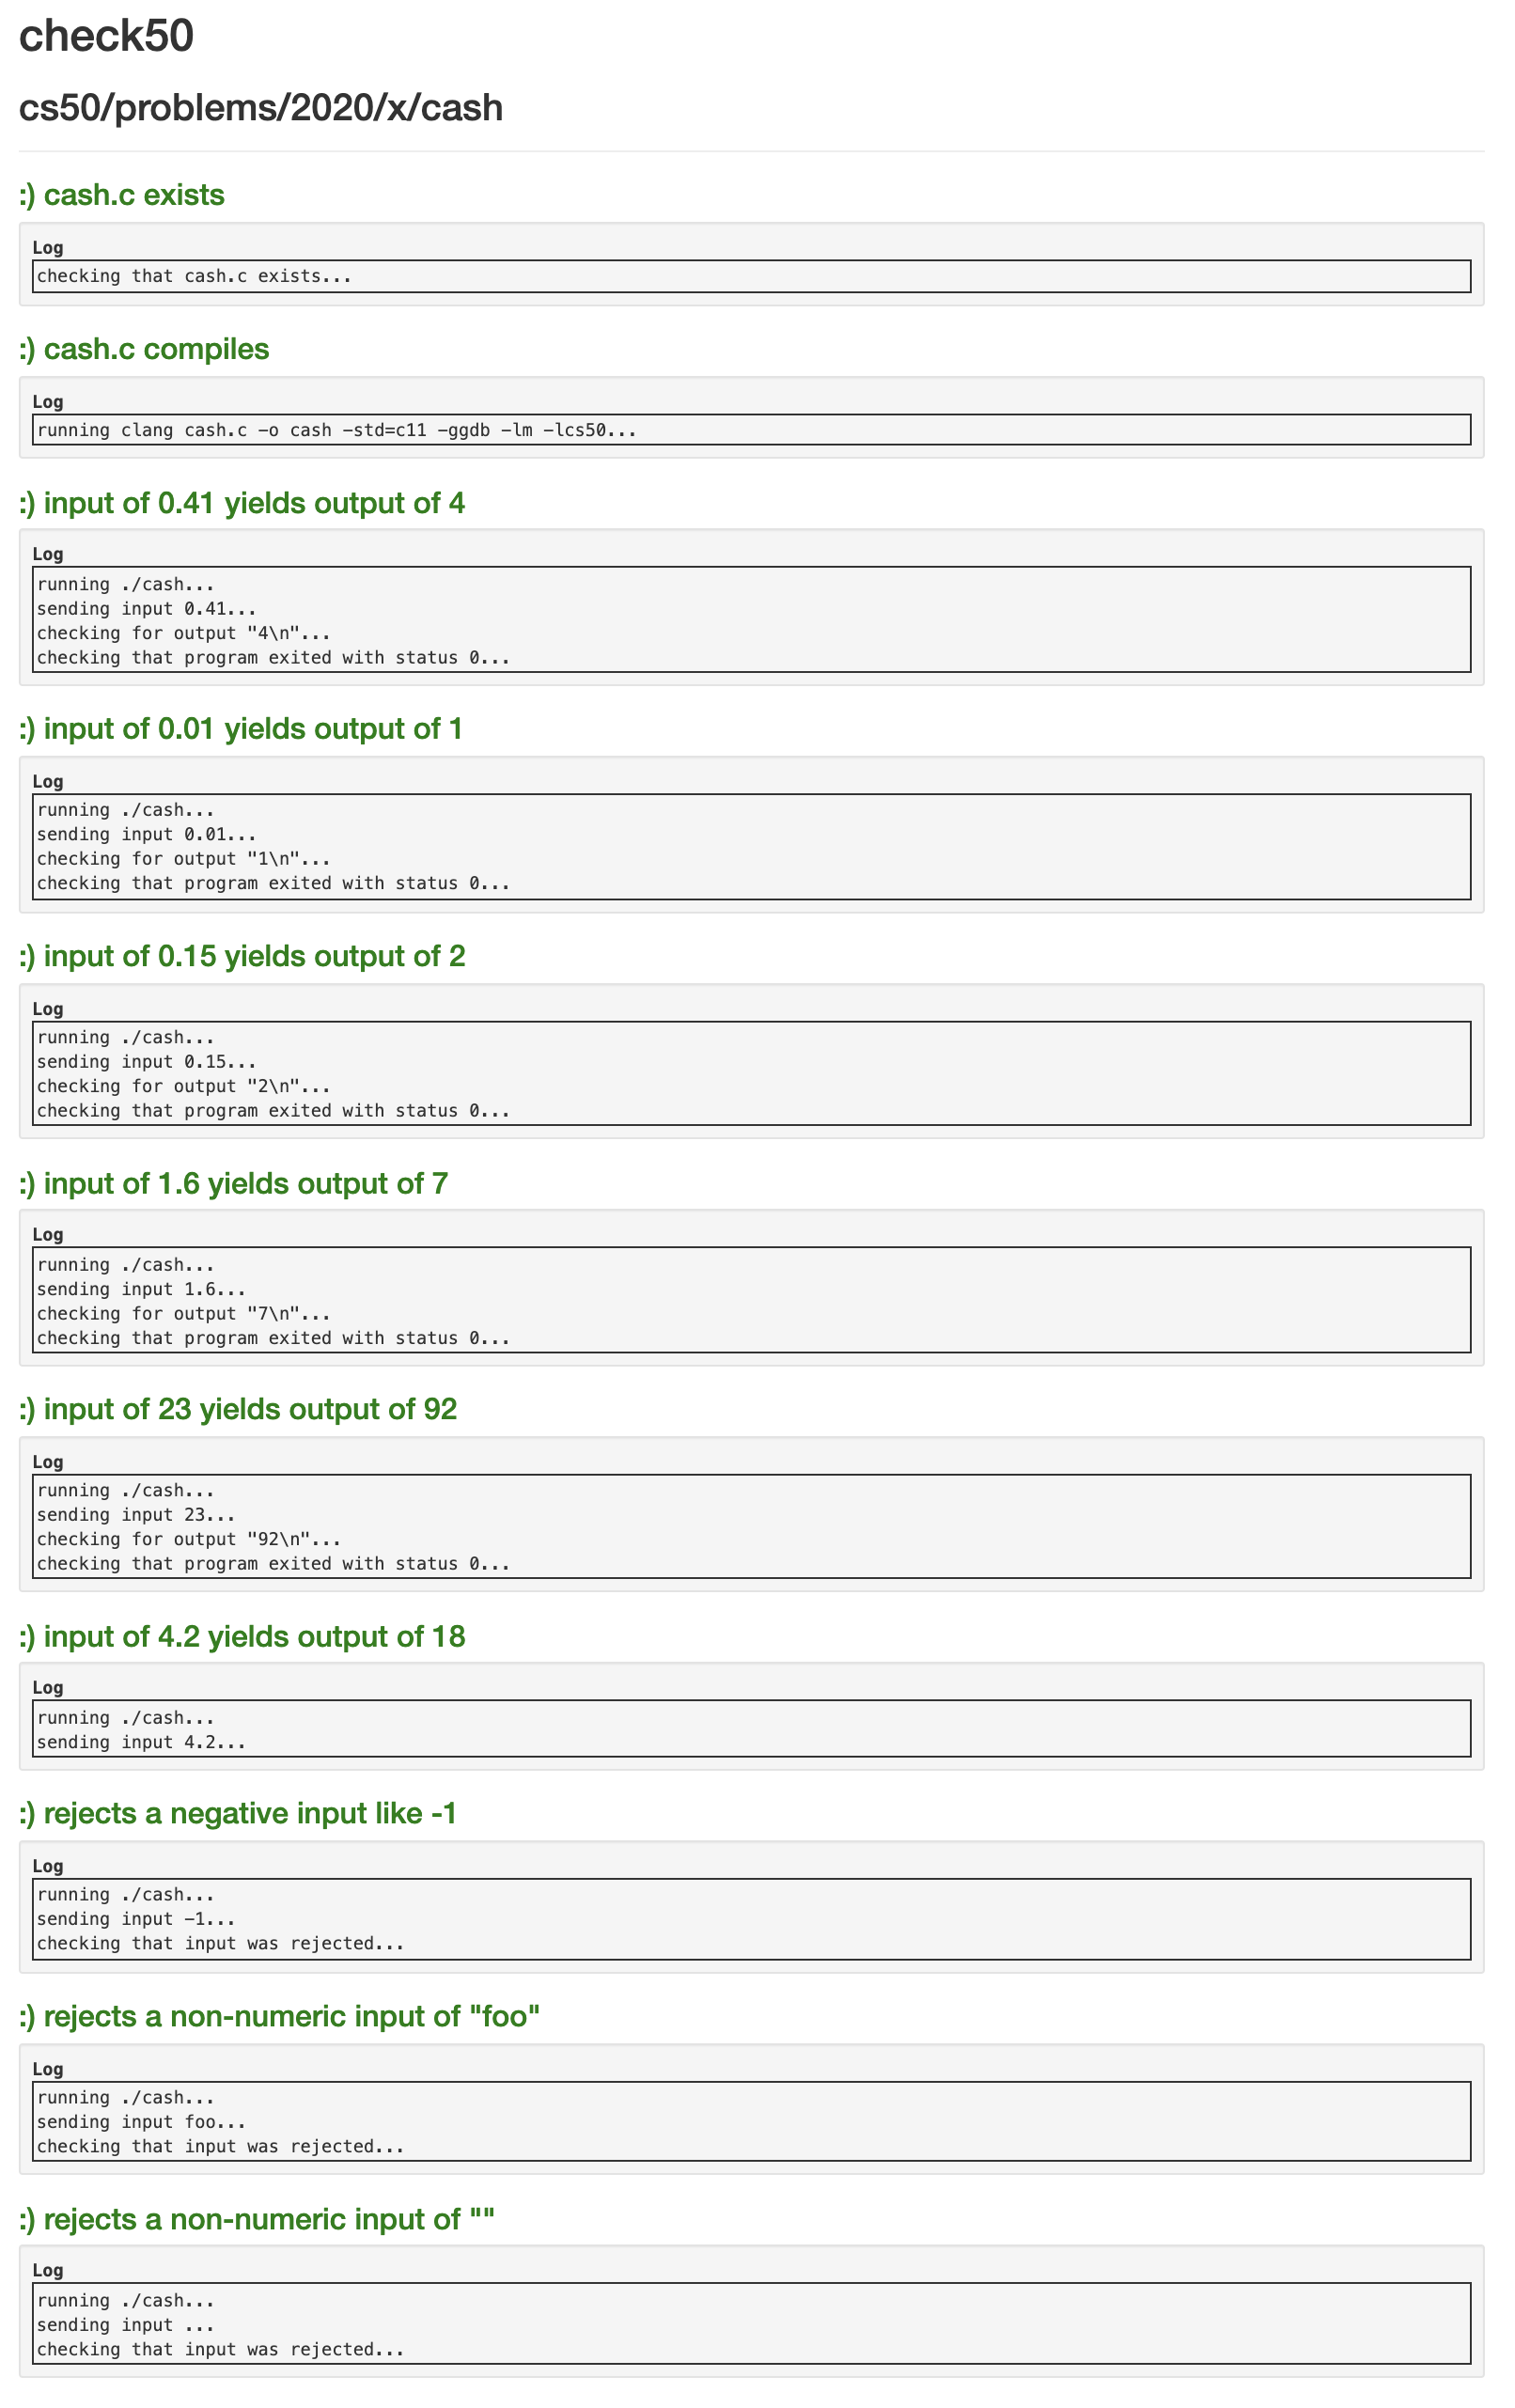 check50
cs50/problems/2020/x/cash
:) cash.c exists
Log
checking that cash.c exists...
:) cash.c compiles
Log
running clang cash.c -o cash -std=c11 -ggdb -lm -lcs50...
:) input of 0.41 yields output of 4
Log
running ./cash...
sending input 0.41...
checking for output "4\n"...
checking that program exited with status 0...
:) input of 0.01 yields output of 1
Log
running ./cash...
sending input 0.01...
checking for output "1\n"...
checking that program exited with status 0...
:) input of 0.15 yields output of 2
Log
running ./cash...
sending input 0.15...
checking for output "2\n"...
checking that program exited with status 0...
:) input of 1.6 yields output of 7
Log
running ./cash...
sending input 1.6...
checking for output "7\n"...
checking that program exited with status 0...
:) input of 23 yields output of 92
Log
running ./cash...
sending input 23...
checking for output "92\n"...
checking that program exited with status 0...
:) input of 4.2 yields output of 18
Log
running ./cash...
sending input 4.2...
:) rejects a negative input like -1
Log
running ./cash...
sending input -1...
checking that input was rejected...
:) rejects a non-numeric input of "foo"
Log
running ./cash...
sending input foo...
checking that input was rejected...
:) rejects a non-numeric input of ""
Log
running ./cash...
sending input ...
checking that input was rejected...